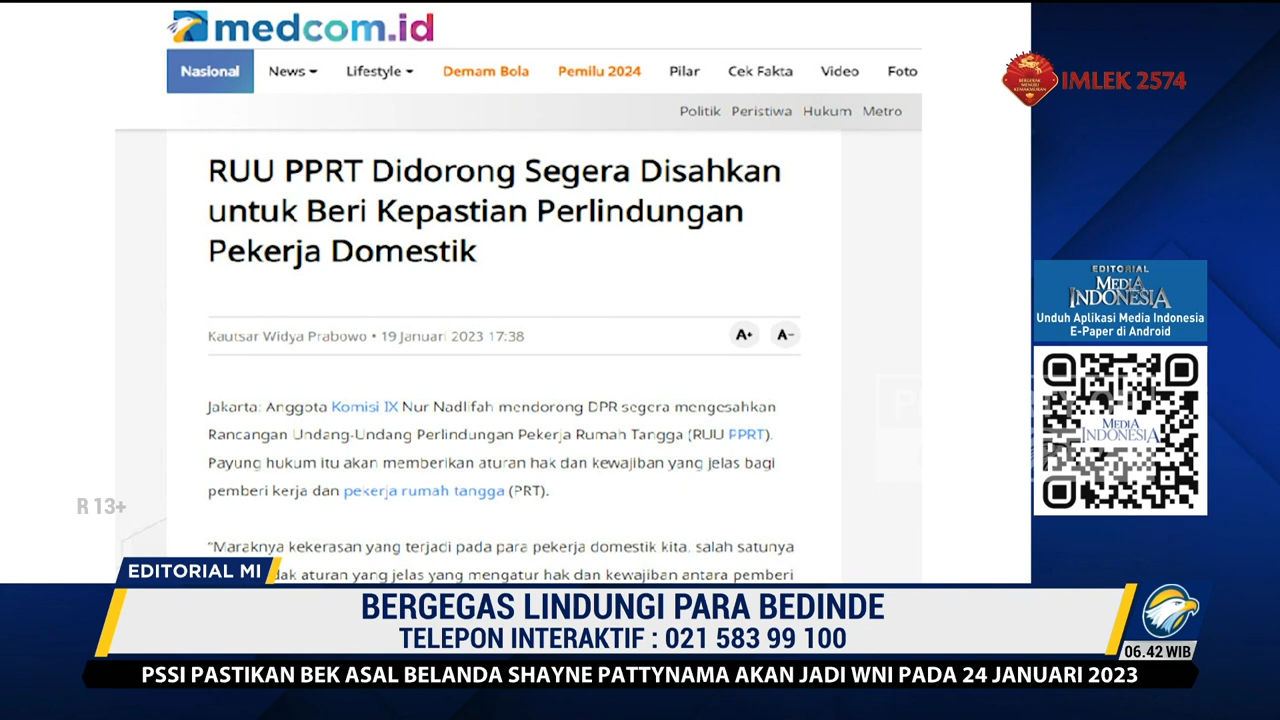 medcom.id
Nasional News Lifestyle Demam Bola Pemilu 2024 Pilar Cek Fakta Video Foto
Politik Peristiwa Hukum Metro
RUU PPRT Didorong Segera Disahkan
untuk Beri Kepastian Perlindungan
Pekerja Domestik
Kautsar Widya Prabowo • 19 Januari 2023 17:38
A+ A-
Jakarta: Anggota Komisi IX Nur Nadlifah mendorong DPR segera mengesahkan
Rancangan Undang-Undang Perlindungan Pekerja Rumah Tangga (RUU PPRT).
Payung hukum itu akan memberikan aturan hak dan kewajiban yang jelas bagi
pemberi kerja dan pekerja rumah tangga (PRT).
"Maraknya kekerasan yang terjadi pada para pekerja domestik kita, salah satunya
dak aturan yang jelas yang mengatur hak dan kewajiban antara pemberi
BERGERAK
MENUJU
KEMAKMURAN
IMLEK 2574
EDITORIAL
MEDIA
INDONESIA
Unduh Aplikasi Media Indonesia
E-Paper di Android
MEDIA
INDONESIA
R 13+
EDITORIAL MI
BERGEGAS LINDUNGI PARA BEDINDE
TELEPON INTERAKTIF : 021 583 99 100
06.42 WIB
PSSI PASTIKAN BEK ASAL BELANDA SHAYNE PATTYNAMA AKAN JADI WNI PADA 24 JANUARI 2023